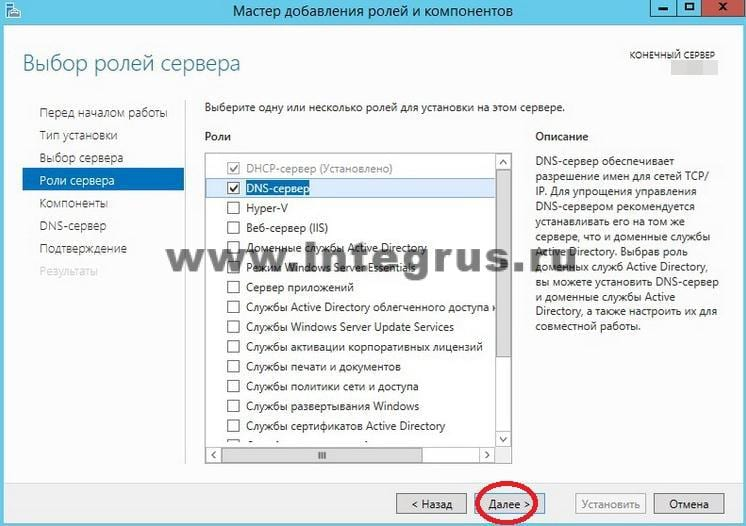 Мастер добавления ролей и компонентов
Выбор ролей сервера
КОНЕЧНЫЙ СЕРВЕР
Перед началом работы
Тип установки
Выбор сервера
Роли сервера
Компоненты
DNS-сервер
Подтверждение
Результаты
Выберите одну или несколько ролей для установки на этом сервере.
Роли
DHCP-сервер (Установлено)
DNS-сервер
Hyper-V
Веб-сервер (IIS)
Доменные службы Active Directory
Режим Windows Server Essentials
Сервер приложений
Службы Active Directory облегченного доступа к
Службы Windows Server Update Services
Службы активации корпоративных лицензий
Службы печати и документов
Службы политики сети и доступа
Службы развертывания Windows
Службы сертификатов Active Directory
Описание
DNS-сервер обеспечивает
разрешение имен для сетей TCP/
IP. Для упрощения управления
DNS-сервером рекомендуется
устанавливать его на том же
сервере, что и доменные службы
Active Directory. Выбрав роль
доменных служб Active Directory,
вы можете установить DNS-сервер
и доменные службы Active
Directory, а также настроить их для
совместной работы.
www.integrus.ru
< Назад
Далее >
Установить
Отмена